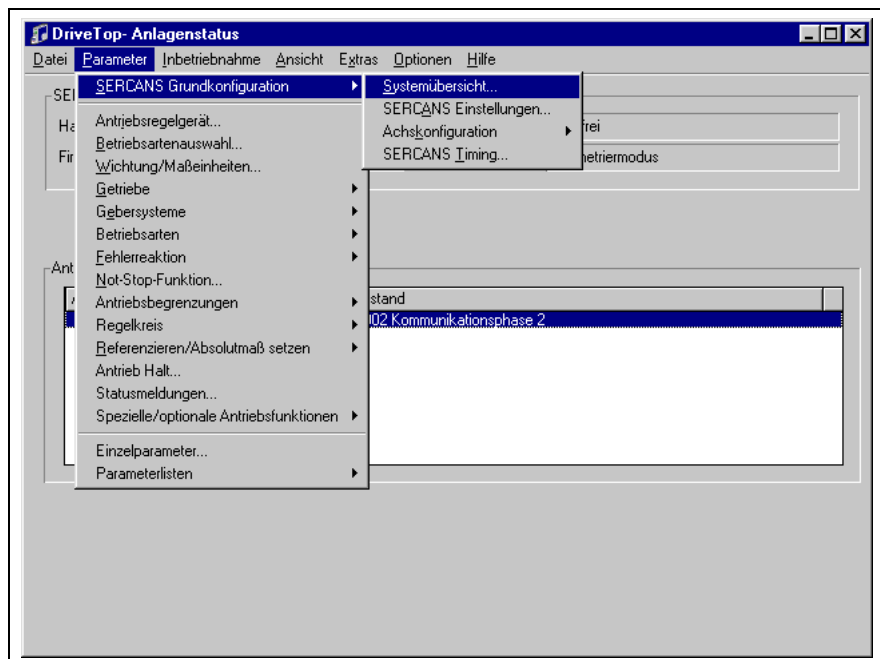 DriveTop- Anlagenstatus
Datei Parameter Inbetriebnahme Ansicht Extras Optionen Hilfe
SERCANS Grundkonfiguration
Antriebsregelgerät...
Betriebsartenauswahl...
Wichtung/Maßeinheiten...
Getriebe
Gebersysteme
Betriebsarten
Fehlerreaktion
Not-Stop-Funktion...
Antriebsbegrenzungen
Regelkreis
Referenzieren/Absolutmaß setzen
Antrieb Halt...
Statusmeldungen...
Spezielle/optionale Antriebsfunktionen
Einzelparameter...
Parameterlisten
Systemübersicht...
SERCANS Einstellungen...
Achskonfiguration
SERCANS Timing...
frei
etriermodus
stand
002 Kommunikationsphase 2